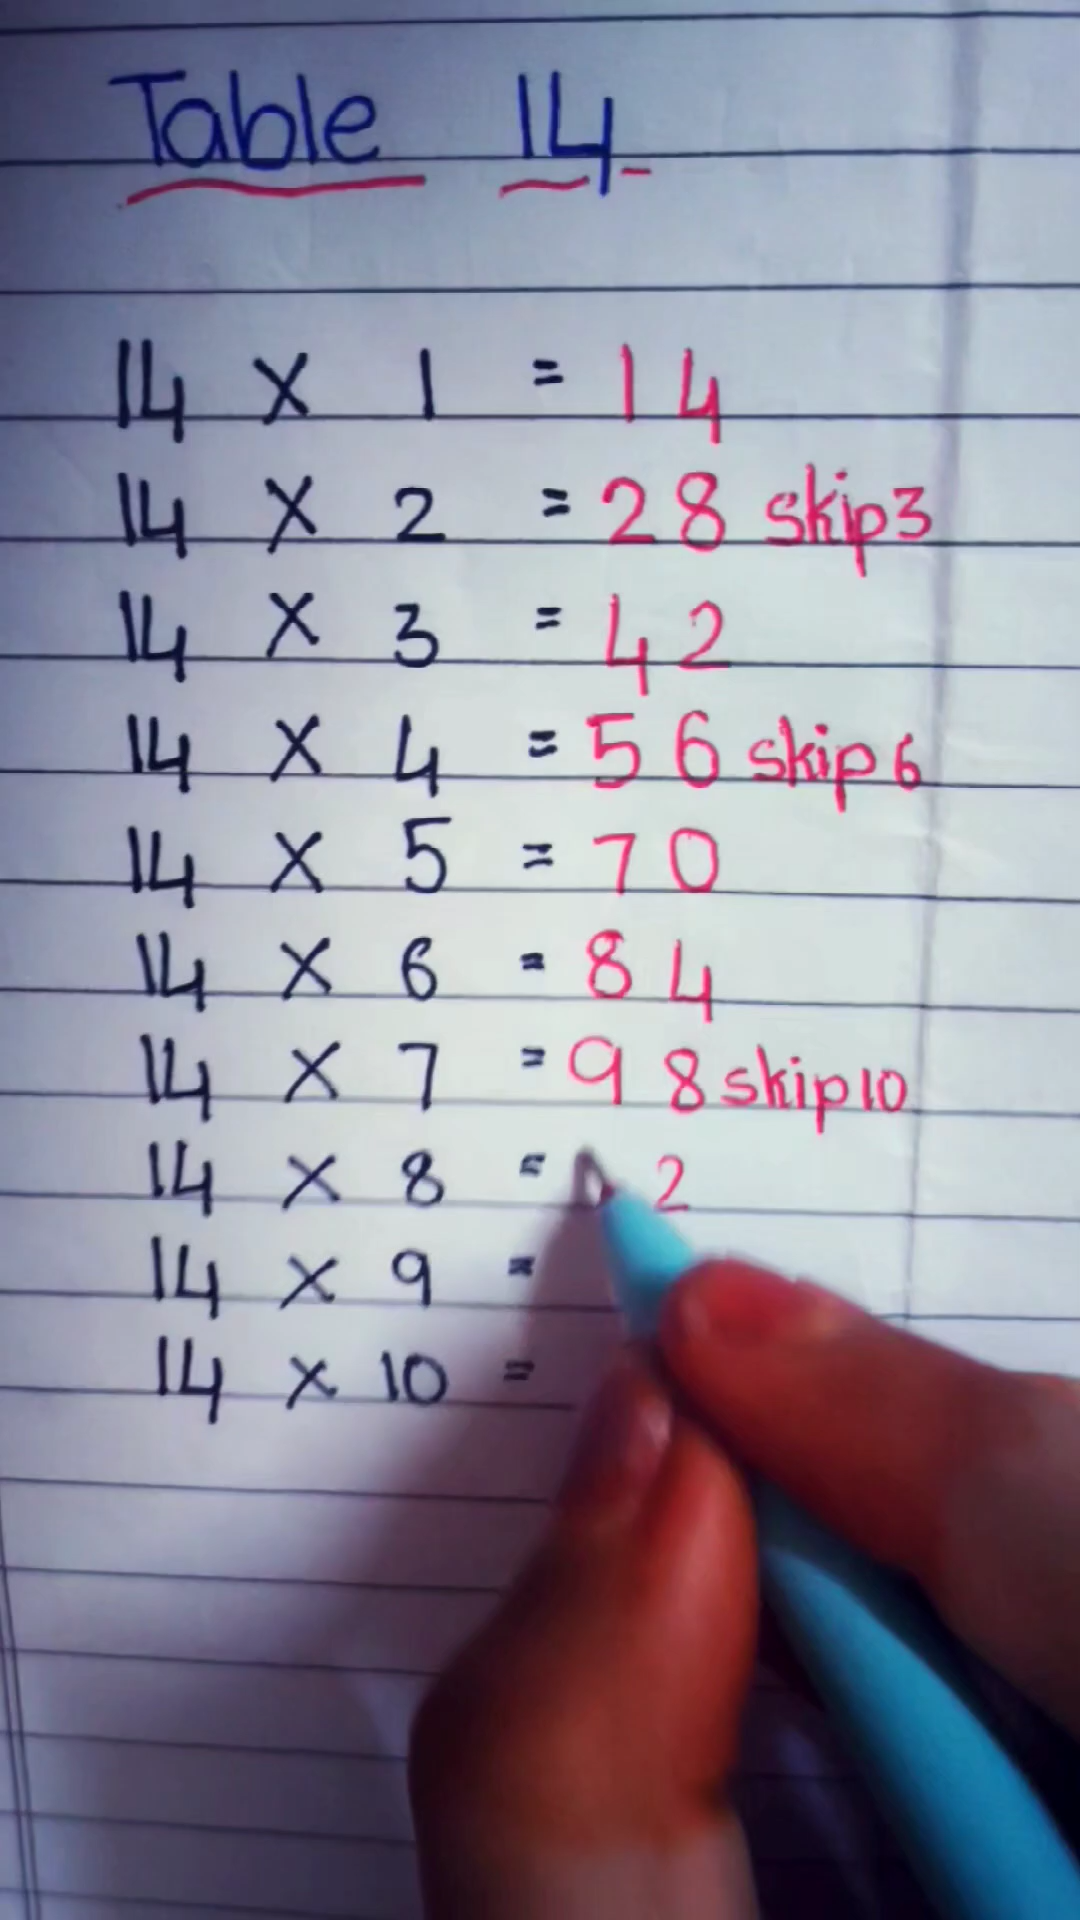 Table 14
14 X 1 = 14
14 X 2 = 28 skip3
14 X 3 = 42
14 X 4 = 56 skip 6
14 X 5 = 70
14 X 6 = 84
14 X 7 = 98 skip10
14 X 8 = 2
14 X 9 =
14 X 10 =